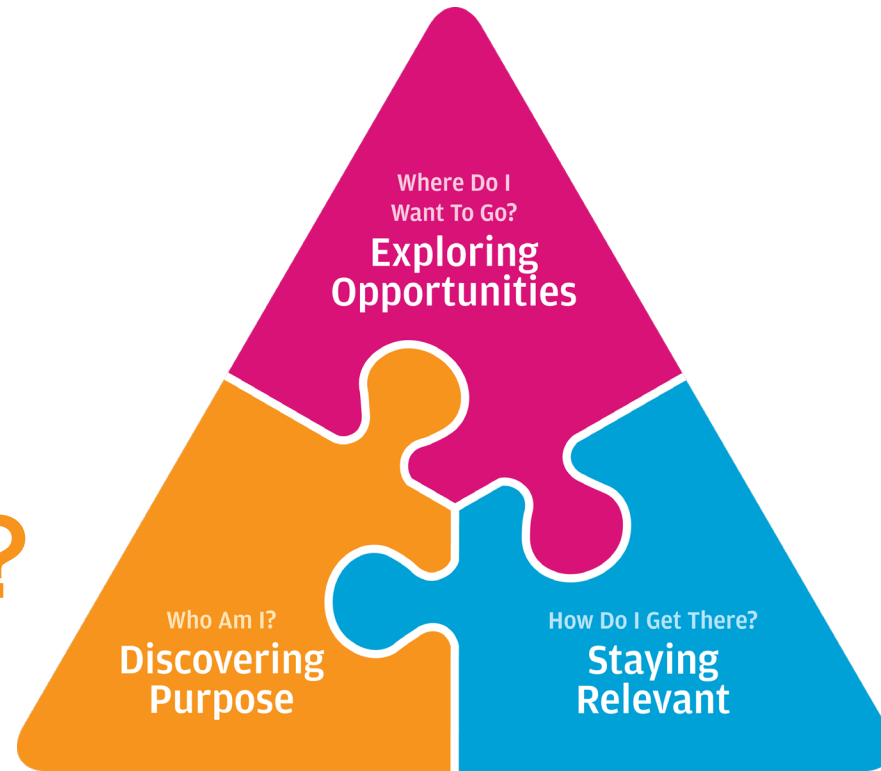 Where Do I
Want To Go?
Exploring
Opportunities
?
Who Am I?
Discovering
Purpose
How Do I Get There?
Staying
Relevant